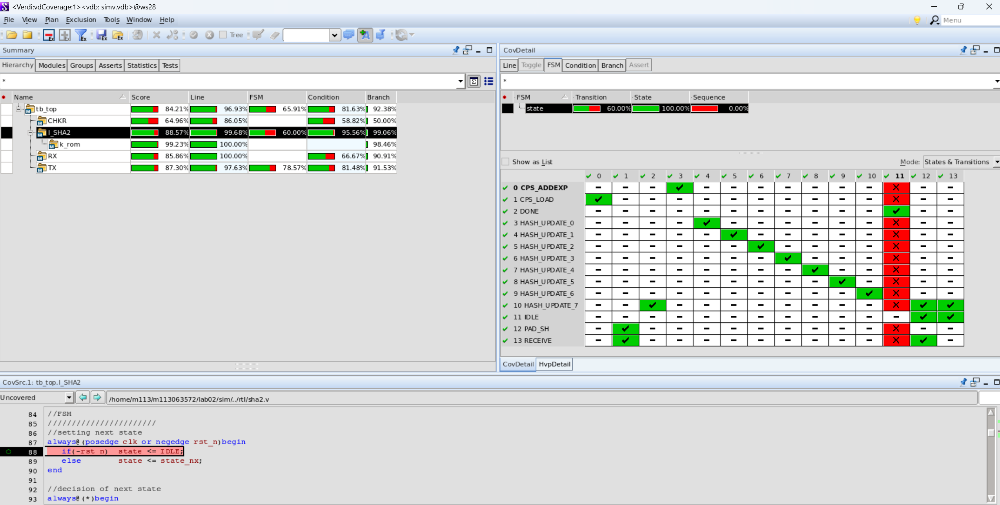 <Verdi:vdCoverage:1><vdb: simv.vdb>@ws28
File View Plan Exclusion Tools Window Help
Menu
Tree
Summary
Hierarchy Modules Groups Asserts Statistics Tests
*
Name Score Line FSM Condition Branch
tb_top 84.21% 96.93% 65.91% 81.63% 92.38%
CHKR 64.96% 86.05% 58.82% 50.00%
I_SHA2 88.57% 99.68% 60.00% 95.56% 99.06%
k_rom 99.23% 100.00% 98.46%
RX 85.86% 100.00% 66.67% 90.91%
TX 87.30% 97.63% 78.57% 81.48% 91.53%
CovDetail
Line Toggle FSM Condition Branch Assert
*
FSM Transition State Sequence
state 60.00% 100.00% 0.00%
Show as List
Mode: States & Transitions
0 1 2 3 4 5 6 7 8 9 10 11 12 13
0 CPS_ADDEXP
1 CPS_LOAD
2 DONE
3 HASH_UPDATE_0
4 HASH_UPDATE_1
5 HASH_UPDATE_2
6 HASH_UPDATE_3
7 HASH_UPDATE_4
8 HASH_UPDATE_5
9 HASH_UPDATE_6
10 HASH_UPDATE_7
11 IDLE
12 PAD_SH
13 RECEIVE
CovDetail HvpDetail
CovSrc.1: tb_top.I_SHA2
Uncovered
/home/m113/m113063572/lab02/sim/../rtl/sha2.v
84 //FSM
85 ///////////////////////
86 //setting next state
87 always@(posedge clk or negedge rst_n)begin
88 if(~rst_n) state <= IDLE;
89 else state <= state_nx;
90 end
91
92 //decision of next state
93 always@(*)begin